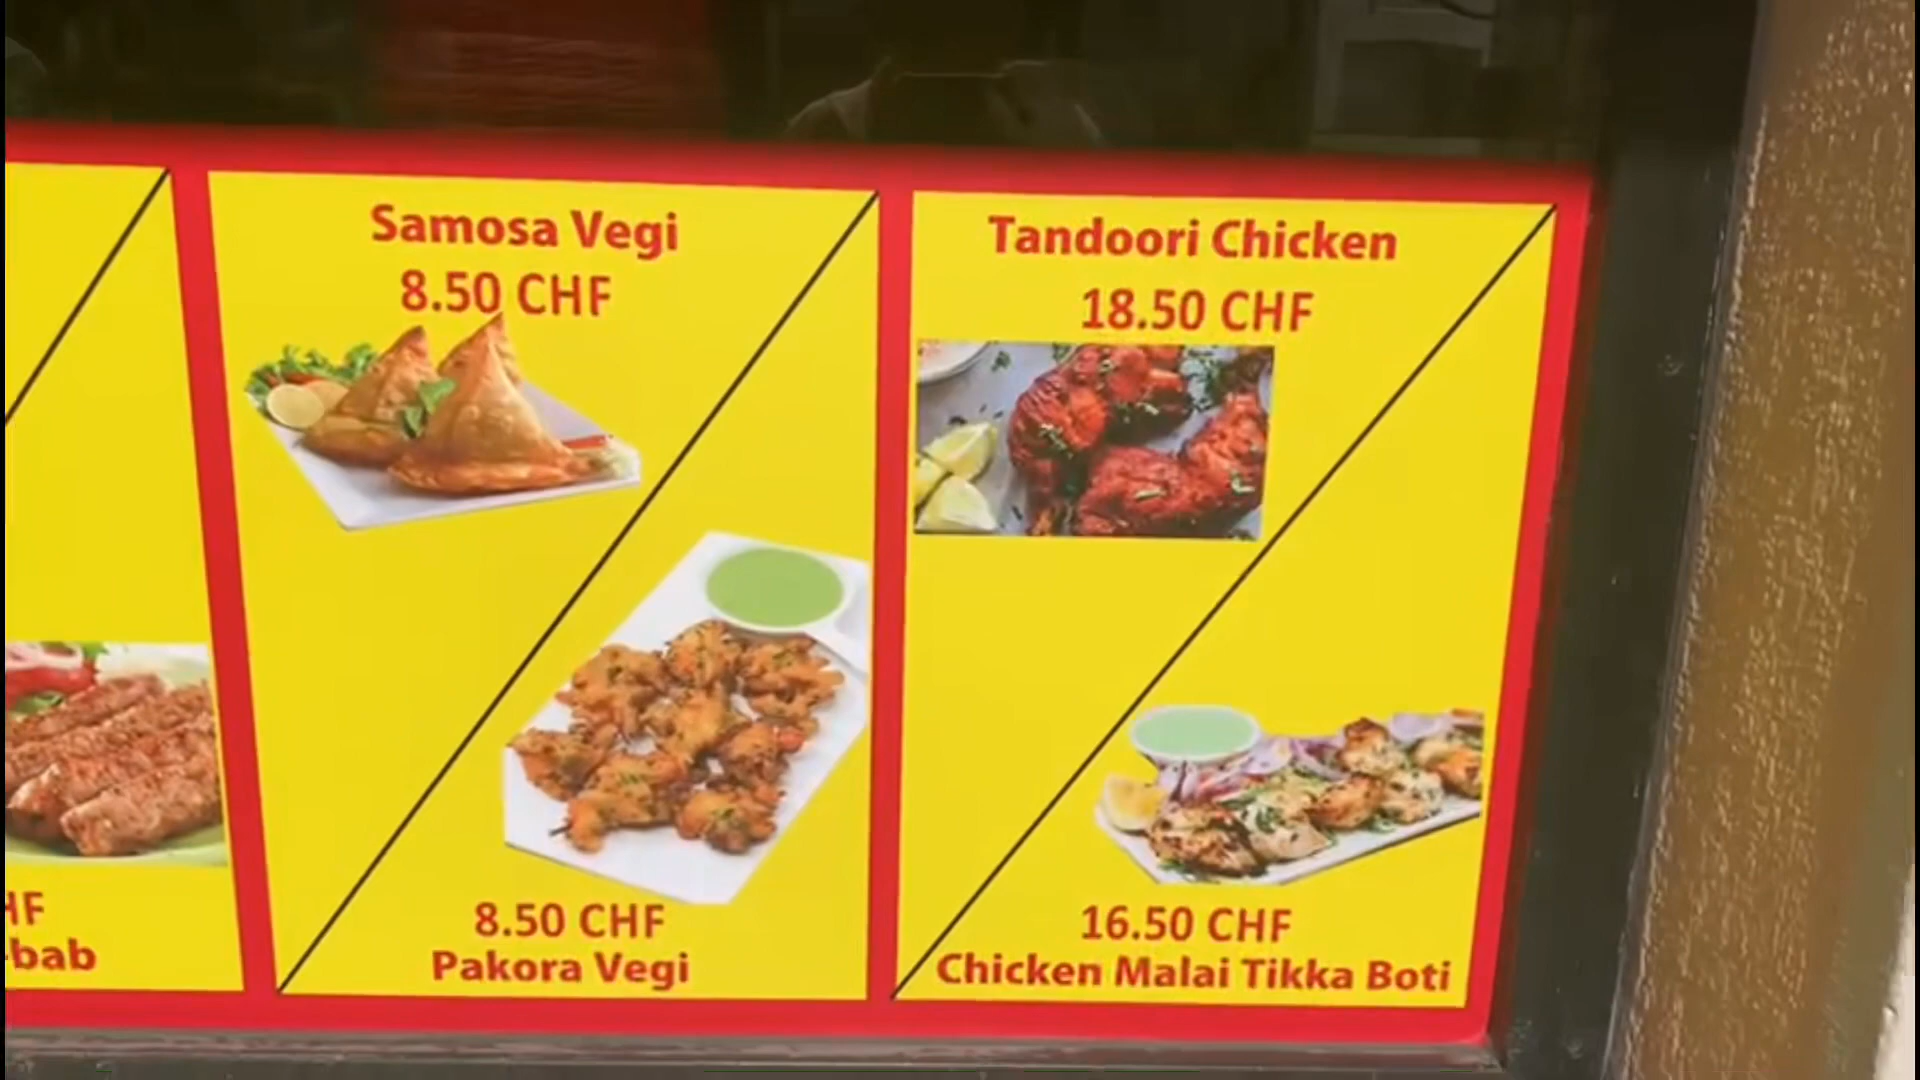 Samosa Vegi
8.50 CHF
8.50 CHF
Pakora Vegi
Tandoori Chicken
18.50 CHF
16.50 CHF
Chicken Malai Tikka Boti